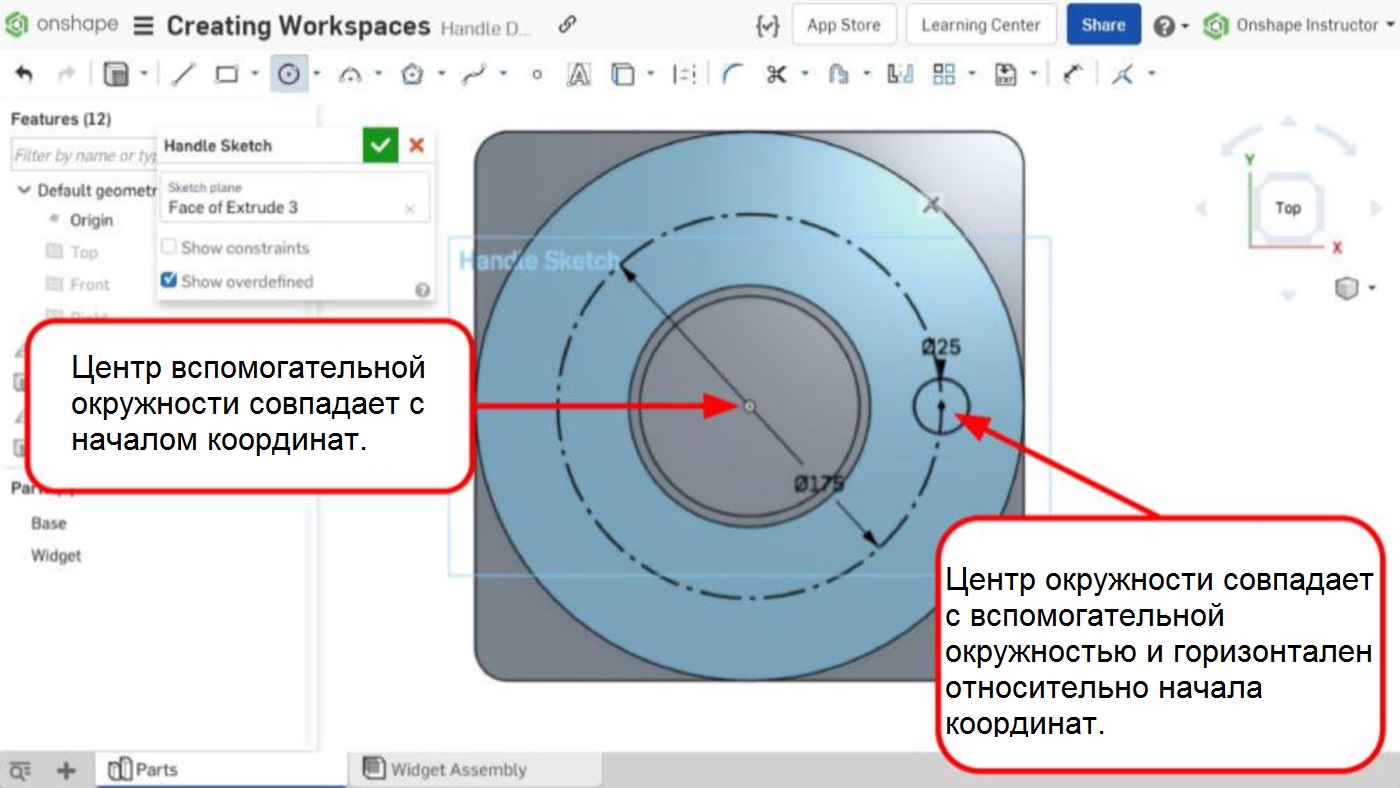 onshape
Creating Workspaces
Handle D...
App Store
Learning Center
Share
Onshape Instructor
Features (12)
Filter by name or typ
Handle Sketch
Sketch plane
Face of Extrude 3
Show constraints
Show overdefined
Default geometr
Origin
Top
Front
Right
Handle Sketch
Y
Top
X
Ø25
Ø175
Центр вспомогательной
окружности совпадает с
началом координат.
Центр окружности совпадает
с вспомогательной
окружностью и горизонтален
относительно начала
координат.
Base
Widget
Parts
Widget Assembly